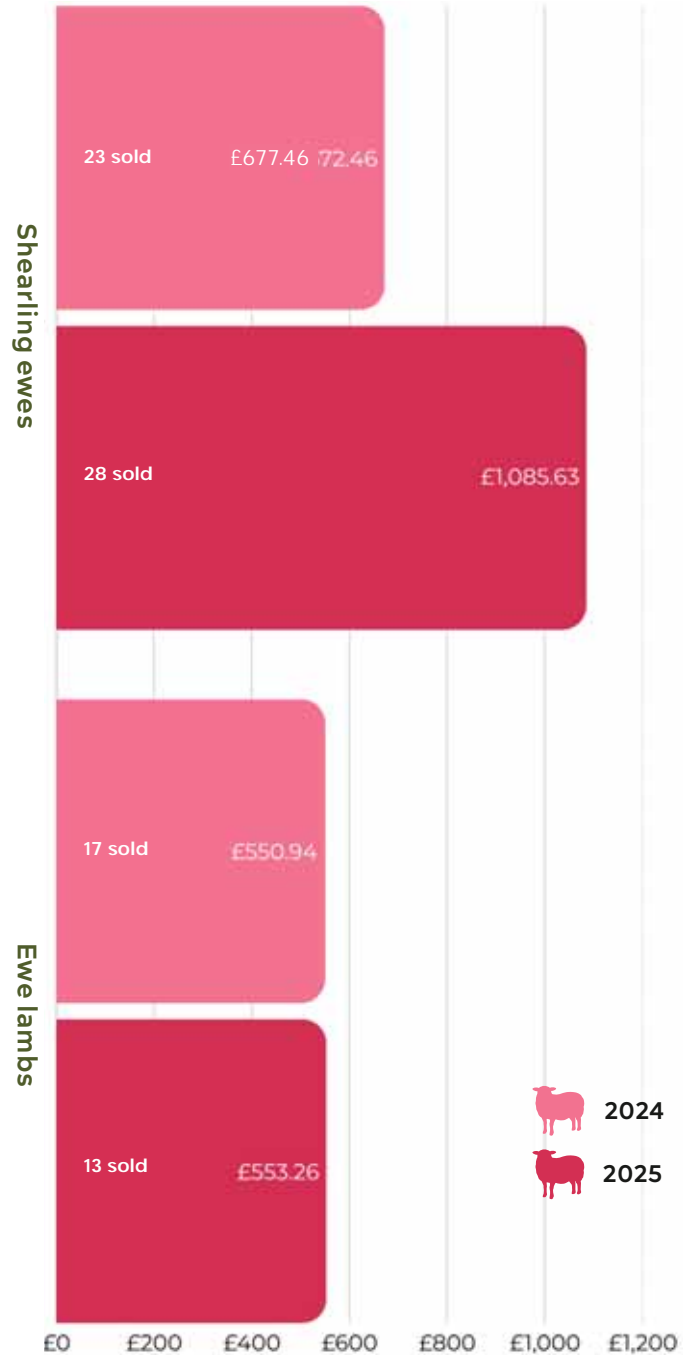 Shearling ewes
23 sold £677.46 72.46
28 sold £1,085.63
Ewe lambs
17 sold £550.94
13 sold £553.26
2024
2025
£0 £200 £400 £600 £800 £1,000 £1,200